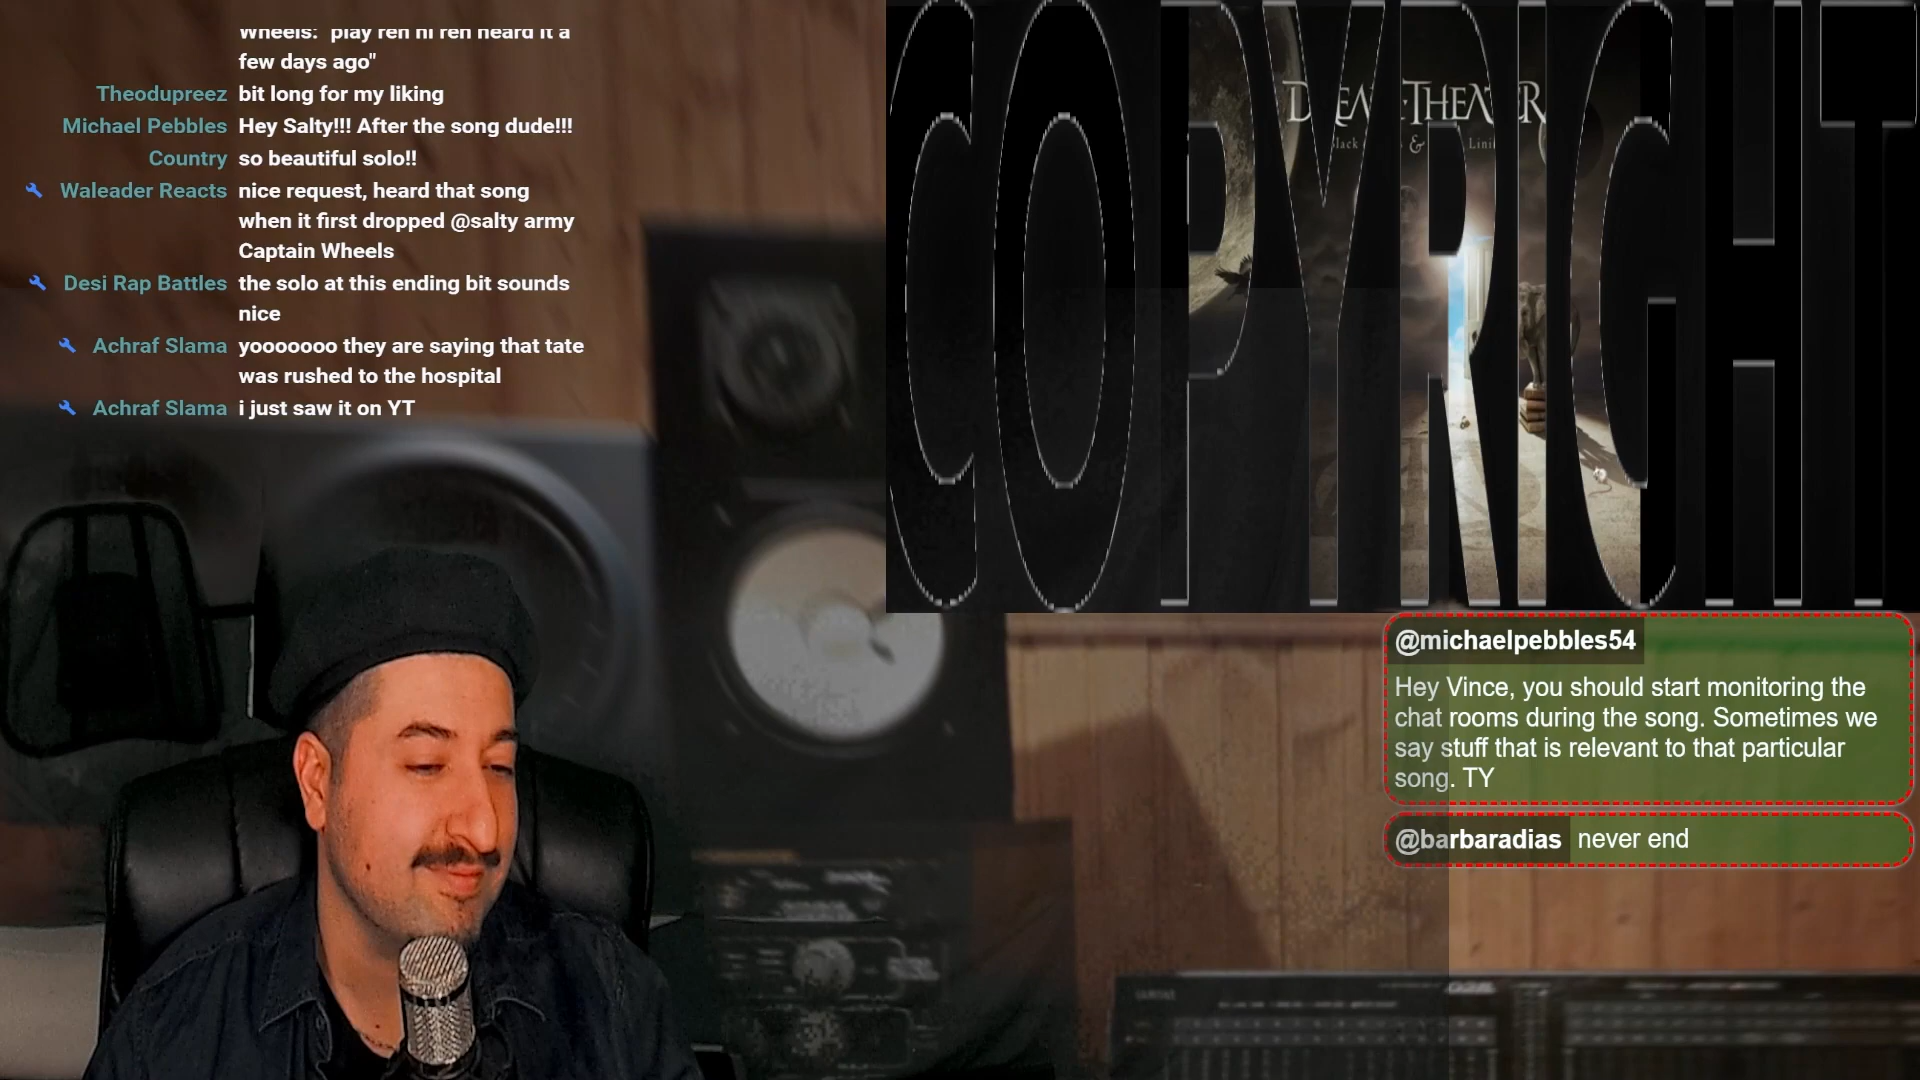 Wheels: "play ren hi ren heard it a
few days ago"
Theodupreez bit long for my liking
Michael Pebbles Hey Salty!!! After the song dude!!!
Country so beautiful solo!!
Waleader Reacts nice request, heard that song
when it first dropped @salty army
Captain Wheels
Desi Rap Battles the solo at this ending bit sounds
nice
Achraf Slama yooooooo they are saying that tate
was rushed to the hospital
Achraf Slama i just saw it on YT
COPYRIGHT
@michaelpebbles54
Hey Vince, you should start monitoring the
chat rooms during the song. Sometimes we
say stuff that is relevant to that particular
song. TY
@barbaradias never end